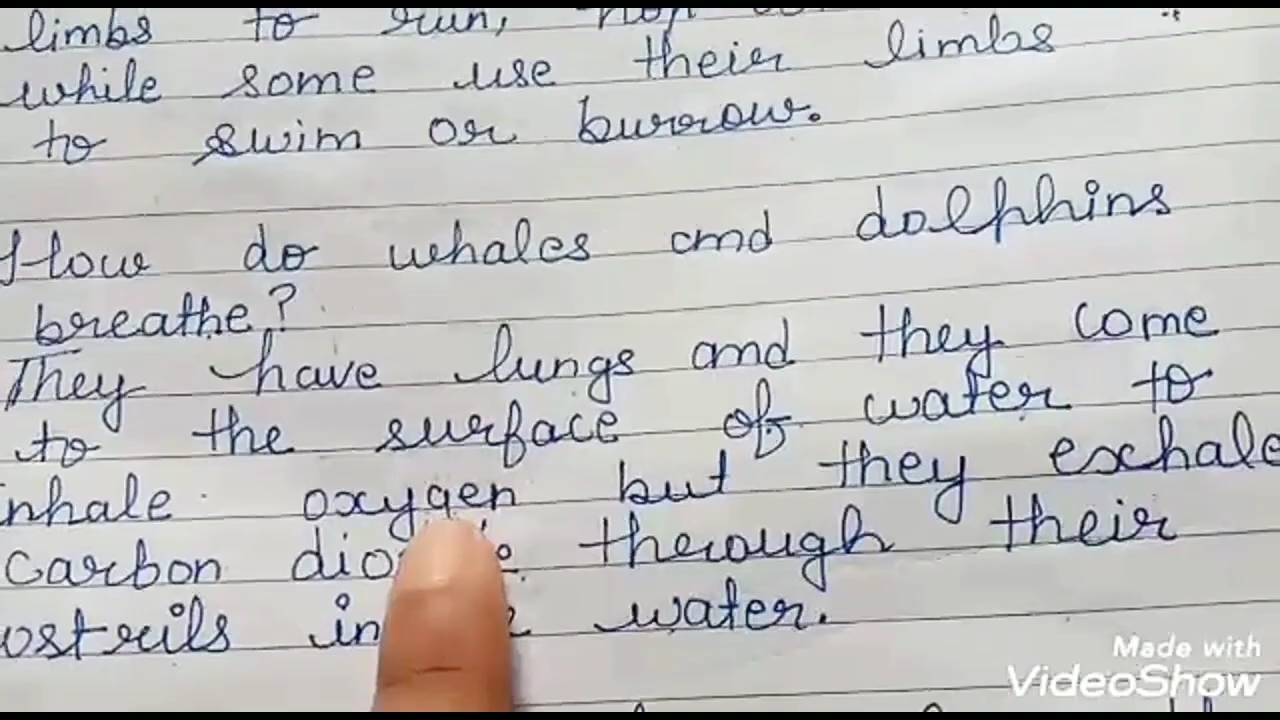 limbs to run, hop
while some use their limbs
to swim or burrow.
How do whales and dolphins
breathe?
They have lungs and they come
to the surface of water to
inhale oxygen but they exhale
carbon through their
in water.
Made with
VideoShow